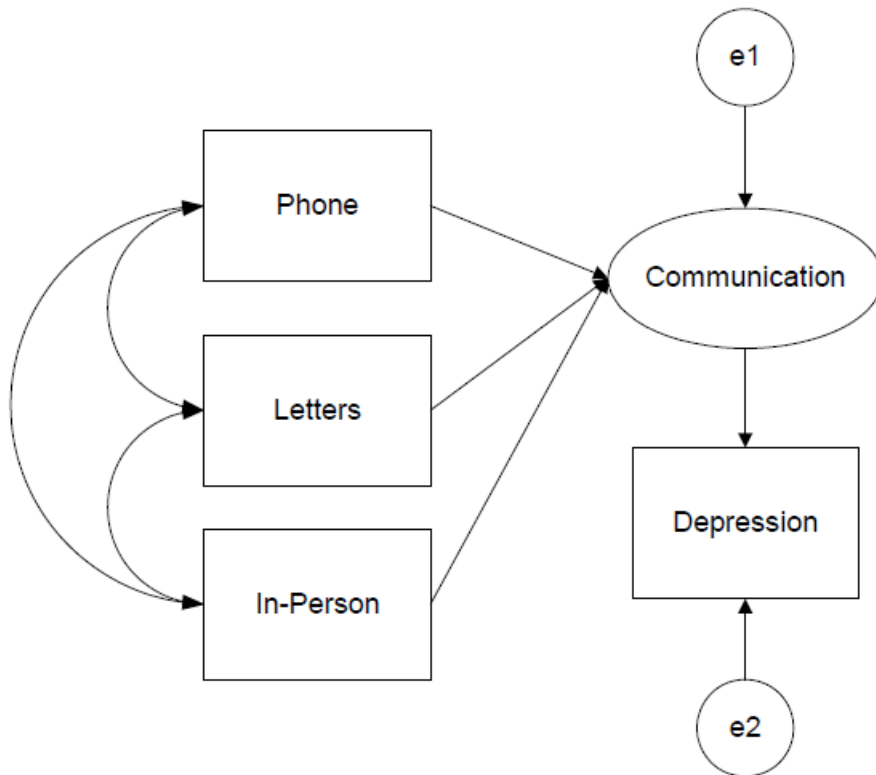 e1
Phone
Communication
Letters
Depression
In-Person
e2